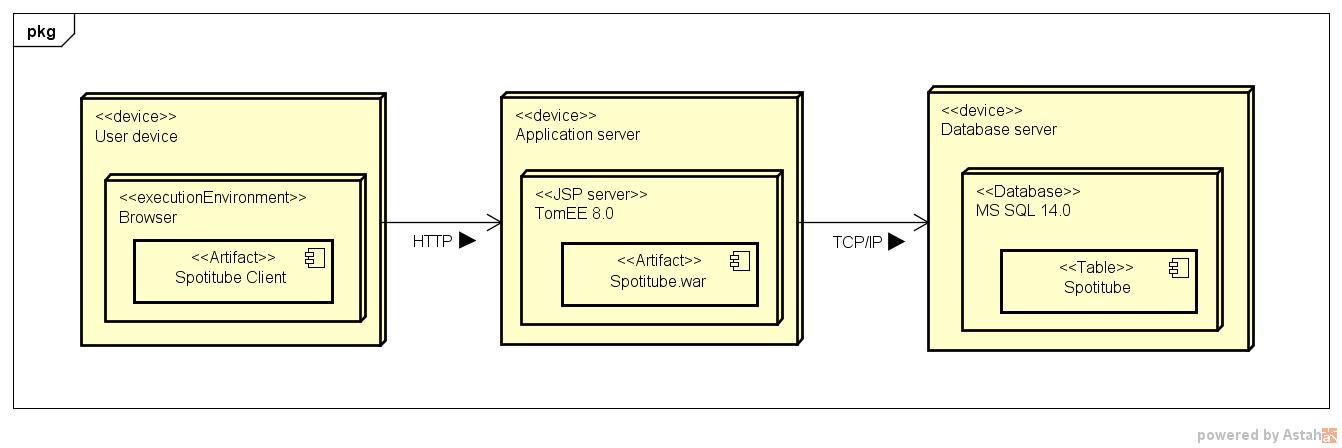 pkg
<<device>>
User device
<<executionEnvironment>>
Browser
<<Artifact>>
Spotitube Client
HTTP
<<device>>
Application server
<<JSP server>>
TomEE 8.0
<<Artifact>>
Spotitube.war
TCP/IP
<<device>>
Database server
<<Database>>
MS SQL 14.0
<<Table>>
Spotitube
powered by Astah